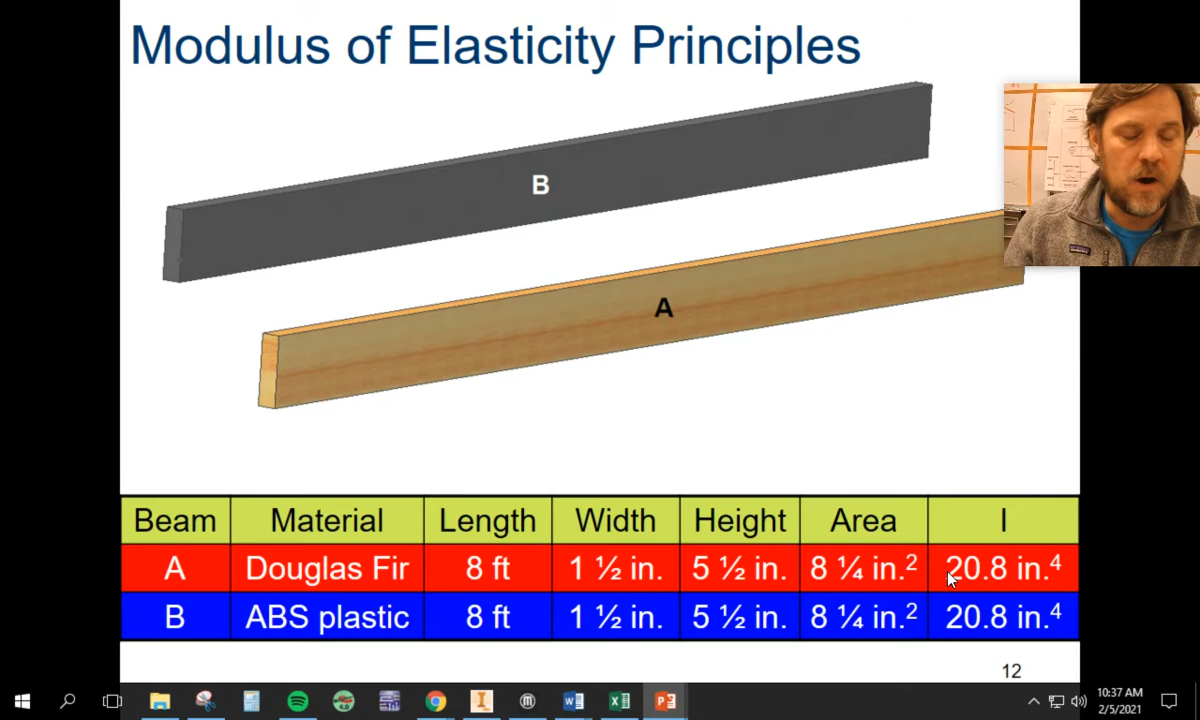 Modulus of Elasticity Principles
B
A
Beam Material Length Width Height Area I
A Douglas Fir 8 ft 1 ½ in. 5 ½ in. 8 ¼ in.² 20.8 in.⁴
B ABS plastic 8 ft 1 ½ in. 5 ½ in. 8 ¼ in.² 20.8 in.⁴
12
10:37 AM
2/5/2021